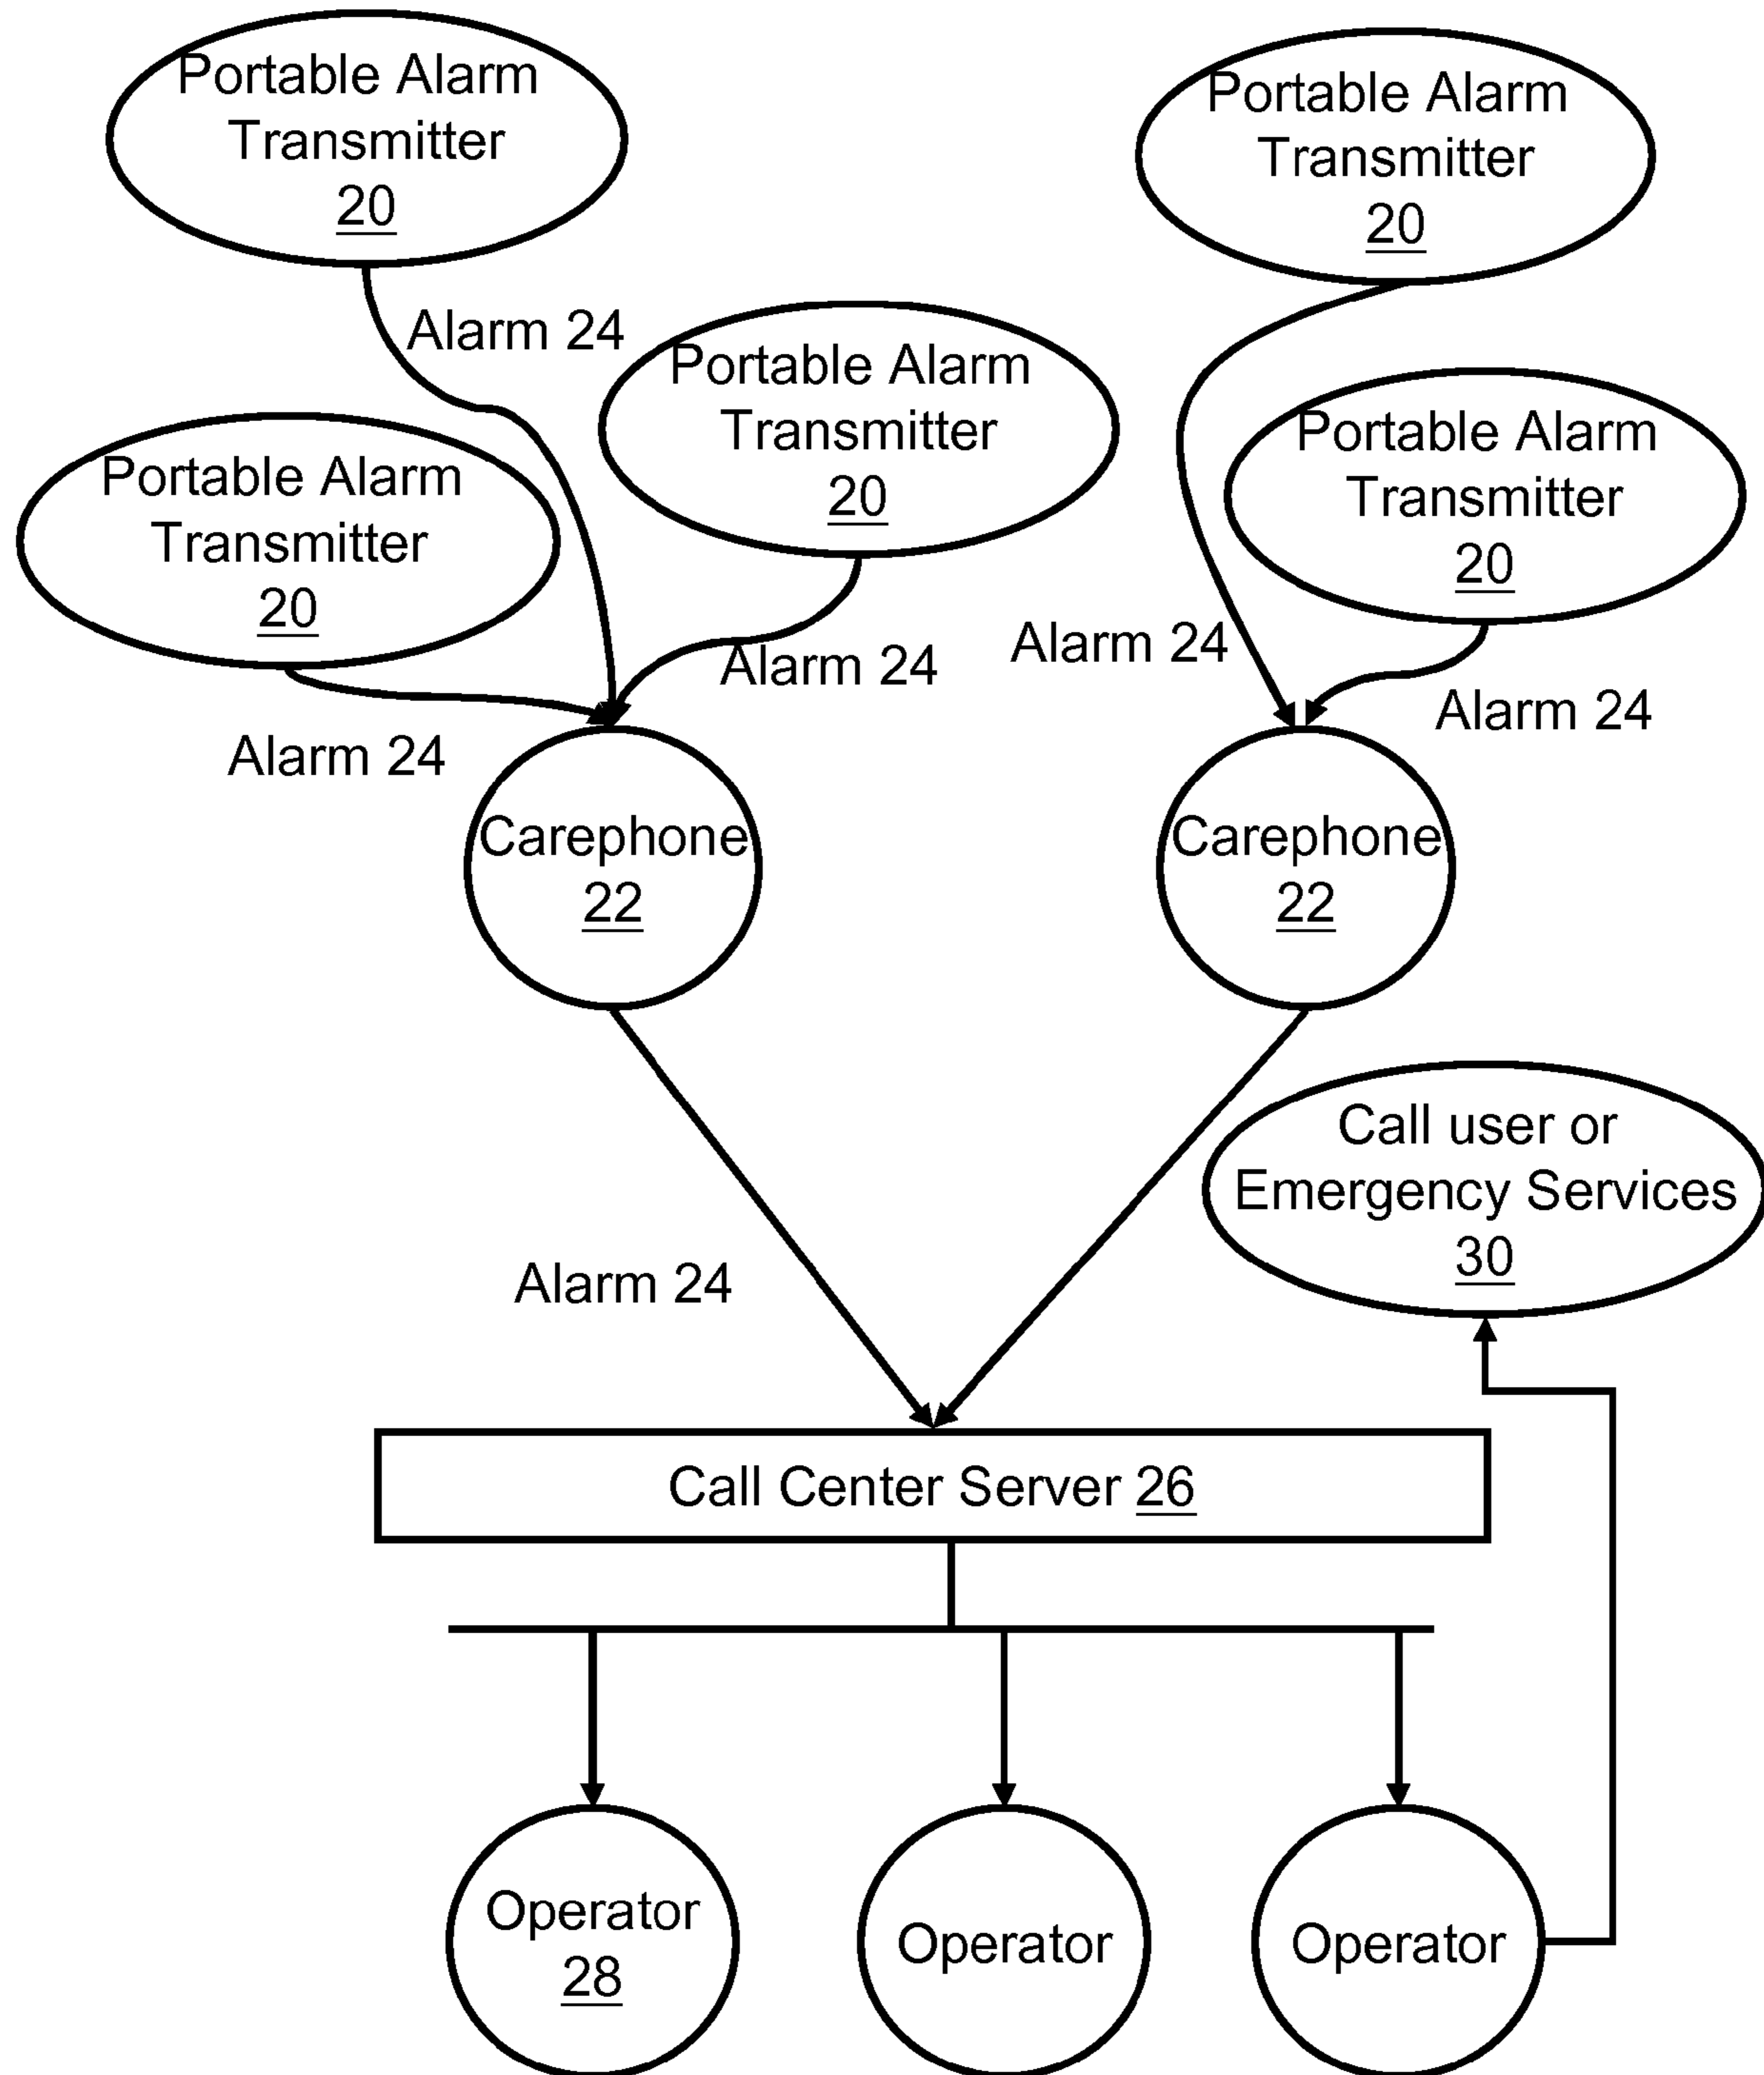 Portable Alarm
Transmitter
20
Portable Alarm
Transmitter
20
Alarm 24
Portable Alarm
Transmitter
20
Portable Alarm
Transmitter
20
Portable Alarm
Transmitter
20
Alarm 24
Alarm 24
Alarm 24
Alarm 24
Carephone
22
Carephone
22
Call user or
Emergency Services
30
Alarm 24
Call Center Server 26
Operator
28
Operator
Operator